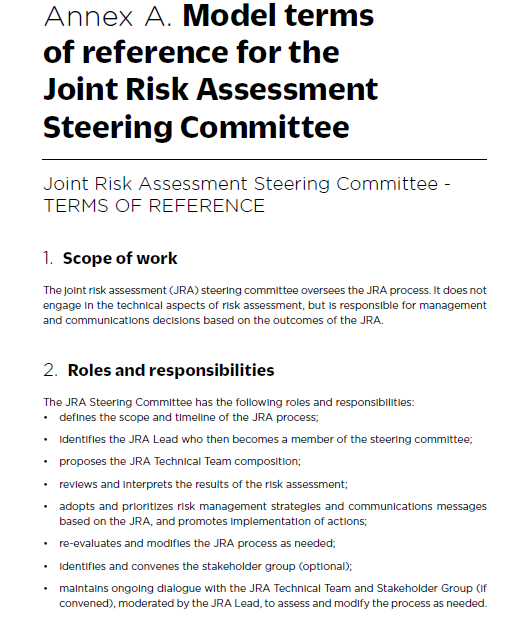 Annex A. Model terms
of reference for the
Joint Risk Assessment
Steering Committee
Joint Risk Assessment Steering Committee -
TERMS OF REFERENCE
1. Scope of work
The joint risk assessment (JRA) steering committee oversees the JRA process. It does not
engage in the technical aspects of risk assessment, but is responsible for management
and communications decisions based on the outcomes of the JRA.
2. Roles and responsibilities
The JRA Steering Committee has the following roles and responsibilities:
• defines the scope and timeline of the JRA process;
• identifies the JRA Lead who then becomes a member of the steering committee;
• proposes the JRA Technical Team composition;
• reviews and interprets the results of the risk assessment;
• adopts and prioritizes risk management strategies and communications messages
based on the JRA, and promotes implementation of actions;
• re-evaluates and modifies the JRA process as needed;
• identifies and convenes the stakeholder group (optional);
• maintains ongoing dialogue with the JRA Technical Team and Stakeholder Group (if
convened), moderated by the JRA Lead, to assess and modify the process as needed.